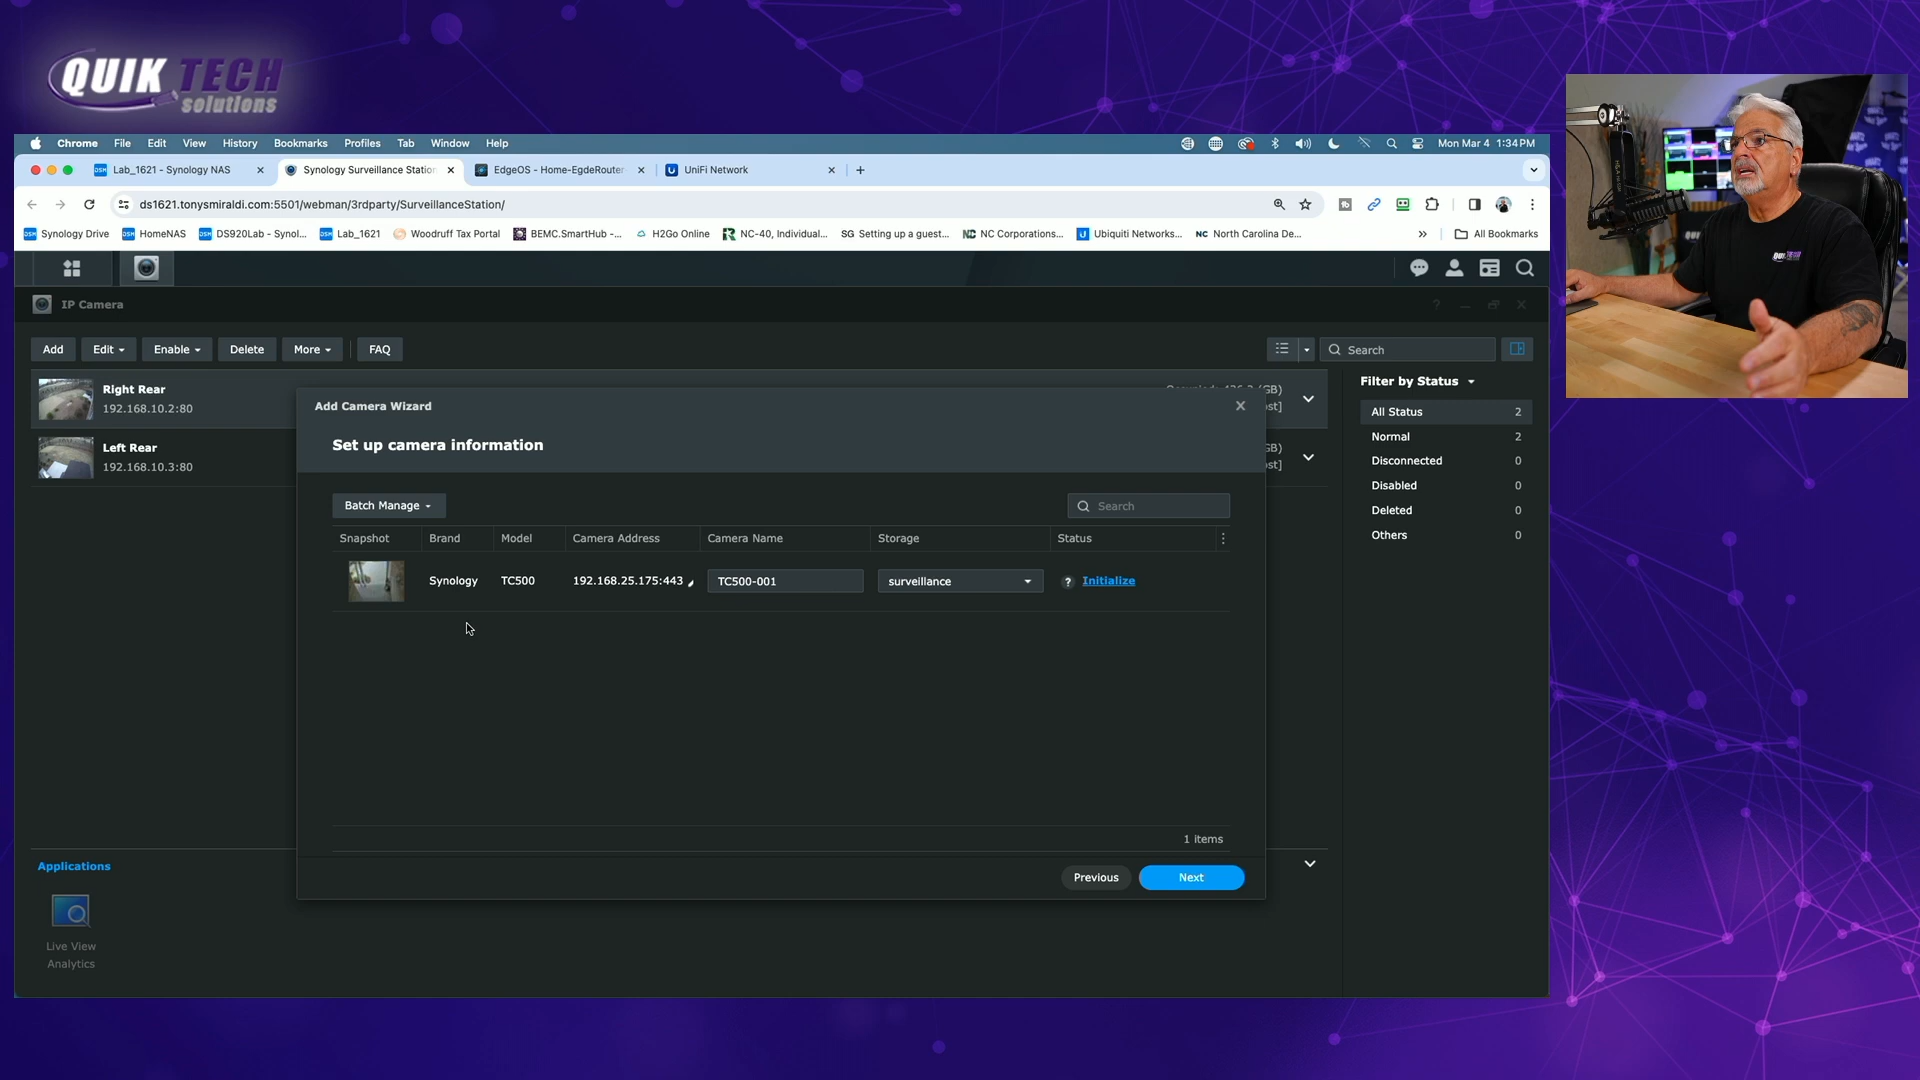 QUIK TECH
solutions
Chrome File Edit View History Bookmarks Profiles Tab Window Help
Mon Mar 4 1:34PM
Lab_1621 - Synology NAS
Synology Surveillance Station
EdgeOS - Home-EgdeRouter
UniFi Network
ds1621.tonysmiraldi.com:5501/webman/3rdparty/SurveillanceStation/
Synology Drive
HomeNAS
DS920Lab - Synol...
Lab_1621
Woodruff Tax Portal
BEMC.SmartHub -...
H2Go Online
NC-40, Individual...
SG Setting up a guest...
NC Corporations...
Ubiquiti Networks...
NC North Carolina De...
All Bookmarks
IP Camera
Add Edit Enable Delete More FAQ
Search
Right Rear
192.168.10.2:80
Left Rear
192.168.10.3:80
Filter by Status
All Status 2
Normal 2
Disconnected 0
Disabled 0
Deleted 0
Others 0
Add Camera Wizard
Set up camera information
Batch Manage
Search
Snapshot Brand Model Camera Address Camera Name Storage Status
Synology TC500 192.168.25.175:443 TC500-001 surveillance ? Initialize
1 items
Previous Next
Applications
Live View
Analytics